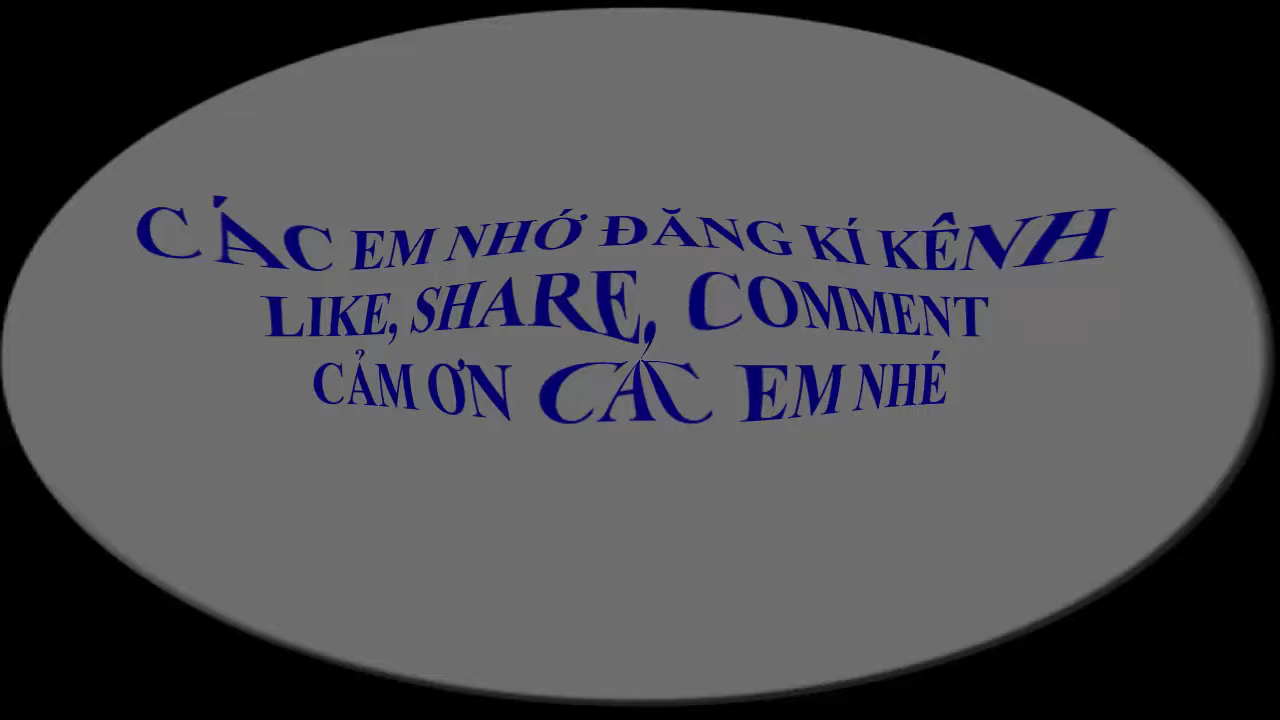 CÁC EM NHỚ ĐĂNG KÍ KÊNH
LIKE, SHARE, COMMENT
CẢM ƠN CÁC EM NHÉ